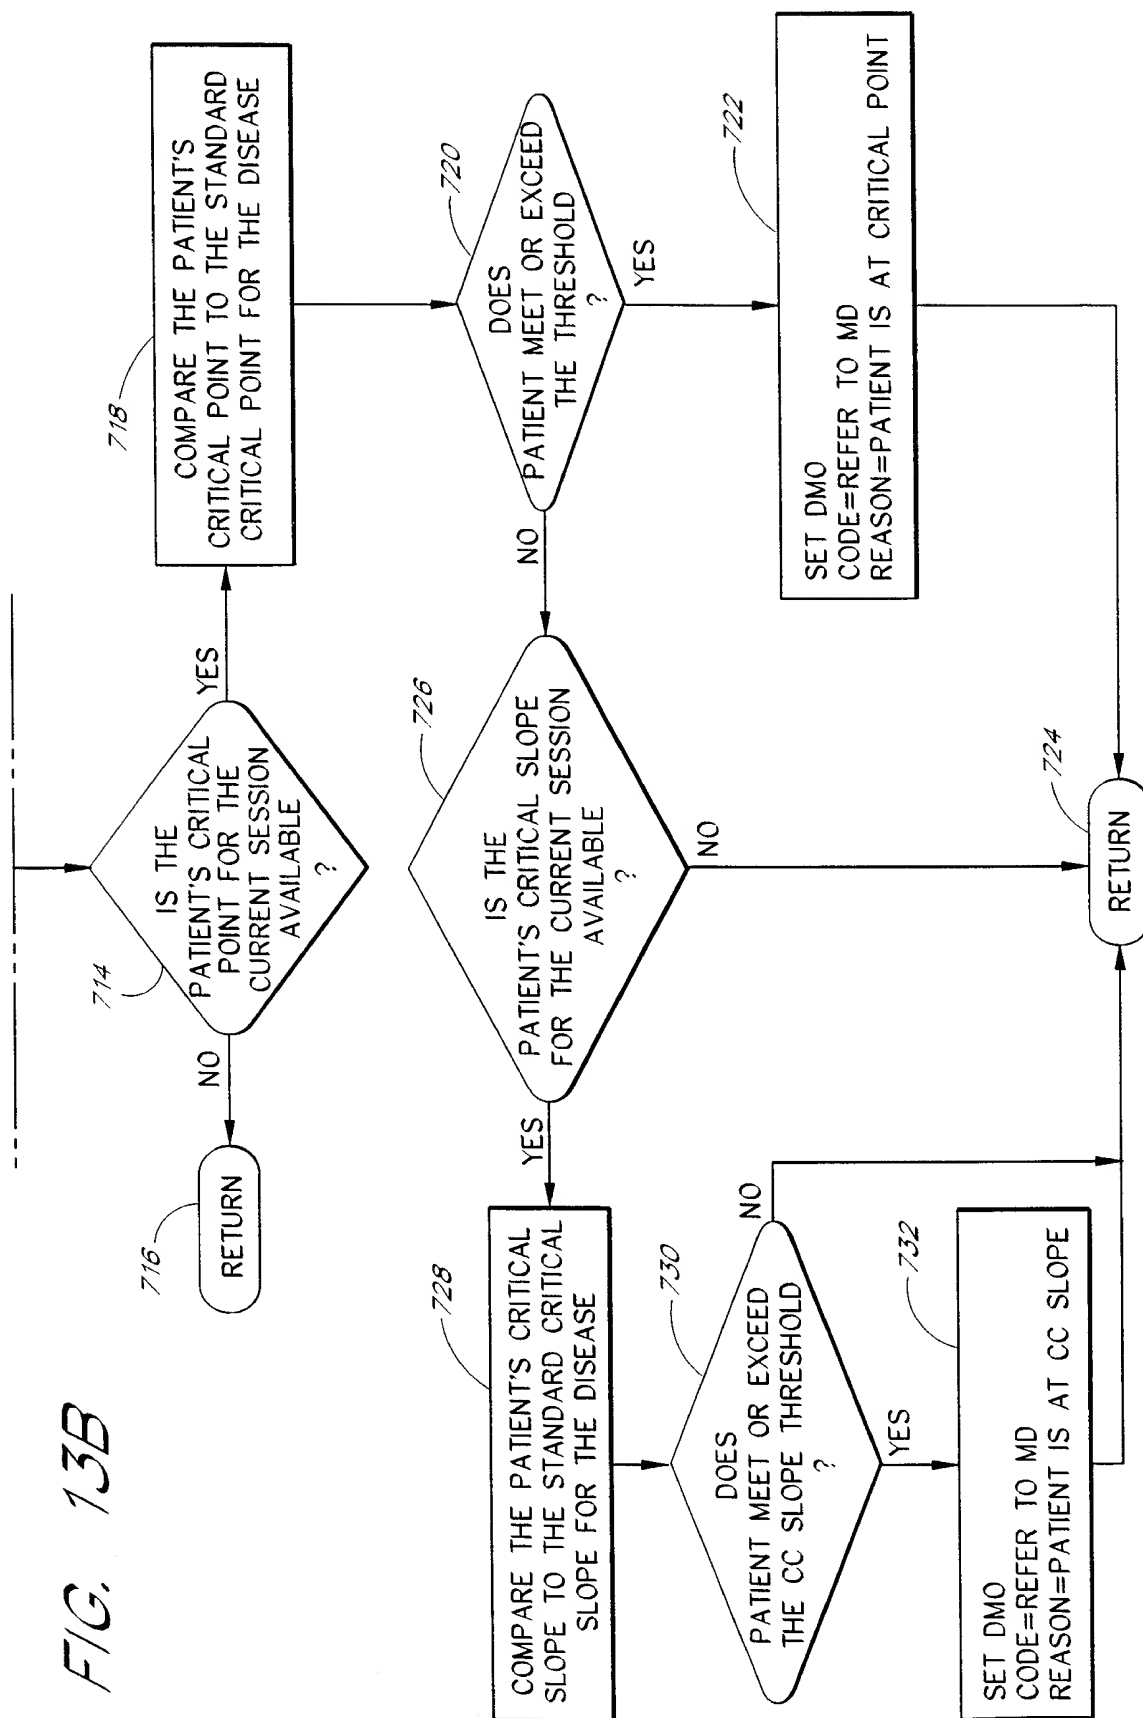 FIG. 13B
714
IS THE
PATIENT'S CRITICAL
POINT FOR THE
CURRENT SESSION
AVAILABLE
?
NO
YES
716
RETURN
718
COMPARE THE PATIENT'S
CRITICAL POINT TO THE STANDARD
CRITICAL POINT FOR THE DISEASE
720
DOES
PATIENT MEET OR EXCEED
THE THRESHOLD
?
NO
YES
722
SET DMO
CODE=REFER TO MD
REASON=PATIENT IS AT CRITICAL POINT
726
IS THE
PATIENT'S CRITICAL SLOPE
FOR THE CURRENT SESSION
AVAILABLE
?
YES
NO
728
COMPARE THE PATIENT'S CRITICAL
SLOPE TO THE STANDARD CRITICAL
SLOPE FOR THE DISEASE
730
DOES
PATIENT MEET OR EXCEED
THE CC SLOPE THRESHOLD
?
NO
YES
732
SET DMO
CODE=REFER TO MD
REASON=PATIENT IS AT CC SLOPE
724
RETURN